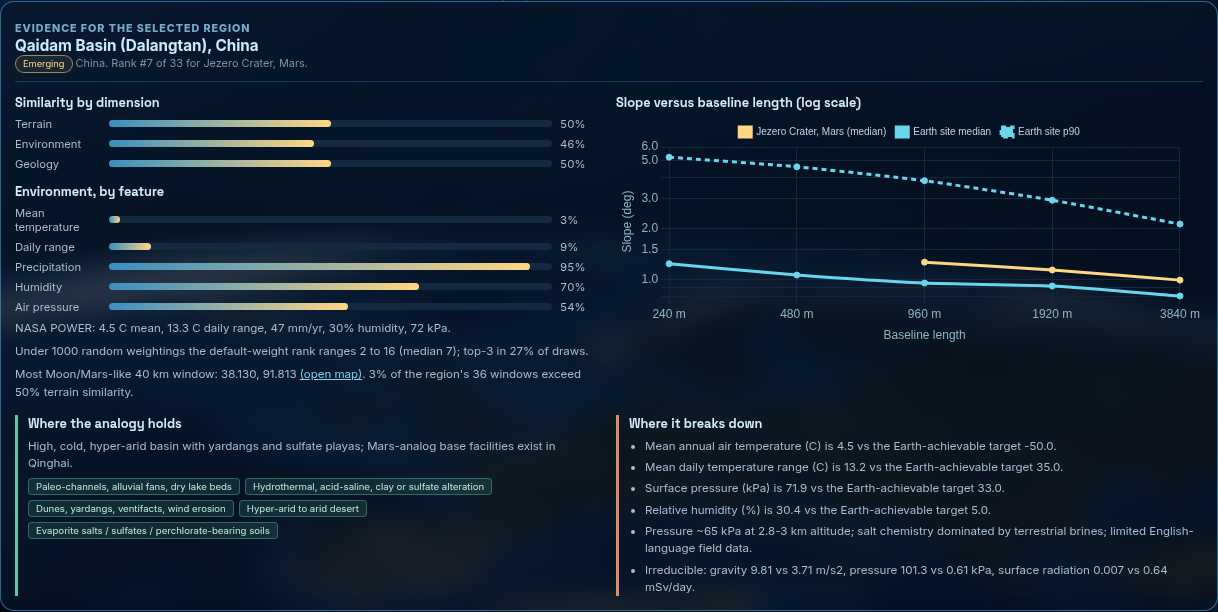 EVIDENCE FOR THE SELECTED REGION
Qaidam Basin (Dalangtan), China
Emerging China. Rank #7 of 33 for Jezero Crater, Mars.
Similarity by dimension
Terrain 50%
Environment 46%
Geology 50%
Environment, by feature
Mean
temperature 3%
Daily range 9%
Precipitation 95%
Humidity 70%
Air pressure 54%
NASA POWER: 4.5 C mean, 13.3 C daily range, 47 mm/yr, 30% humidity, 72 kPa.
Under 1000 random weightings the default-weight rank ranges 2 to 16 (median 7); top-3 in 27% of draws.
Most Moon/Mars-like 40 km window: 38.130, 91.813 (open map). 3% of the region's 36 windows exceed
50% terrain similarity.
Slope versus baseline length (log scale)
Jezero Crater, Mars (median) Earth site median Earth site p90
6.0
5.0
3.0
2.0
1.5
1.0
Slope (deg)
240 m 480 m 960 m 1920 m 3840 m
Baseline length
Where the analogy holds
High, cold, hyper-arid basin with yardangs and sulfate playas; Mars-analog base facilities exist in
Qinghai.
Paleo-channels, alluvial fans, dry lake beds Hydrothermal, acid-saline, clay or sulfate alteration
Dunes, yardangs, ventifacts, wind erosion Hyper-arid to arid desert
Evaporite salts / sulfates / perchlorate-bearing soils
Where it breaks down
• Mean annual air temperature (C) is 4.5 vs the Earth-achievable target -50.0.
• Mean daily temperature range (C) is 13.2 vs the Earth-achievable target 35.0.
• Surface pressure (kPa) is 71.9 vs the Earth-achievable target 33.0.
• Relative humidity (%) is 30.4 vs the Earth-achievable target 5.0.
• Pressure ~65 kPa at 2.8-3 km altitude; salt chemistry dominated by terrestrial brines; limited English-
language field data.
• Irreducible: gravity 9.81 vs 3.71 m/s2, pressure 101.3 vs 0.61 kPa, surface radiation 0.007 vs 0.64
mSv/day.